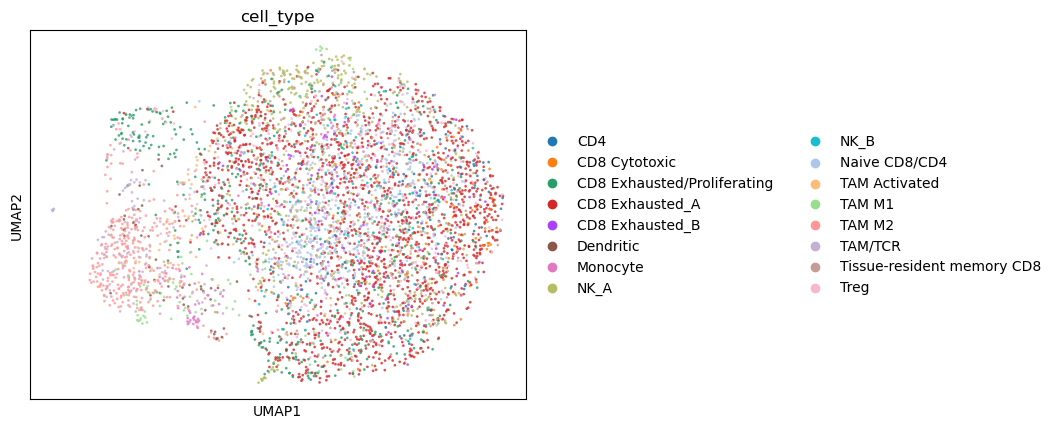 cell_type
UMAP2
UMAP1
CD4
CD8 Cytotoxic
CD8 Exhausted/Proliferating
CD8 Exhausted_A
CD8 Exhausted_B
Dendritic
Monocyte
NK_A
NK_B
Naive CD8/CD4
TAM Activated
TAM M1
TAM M2
TAM/TCR
Tissue-resident memory CD8
Treg